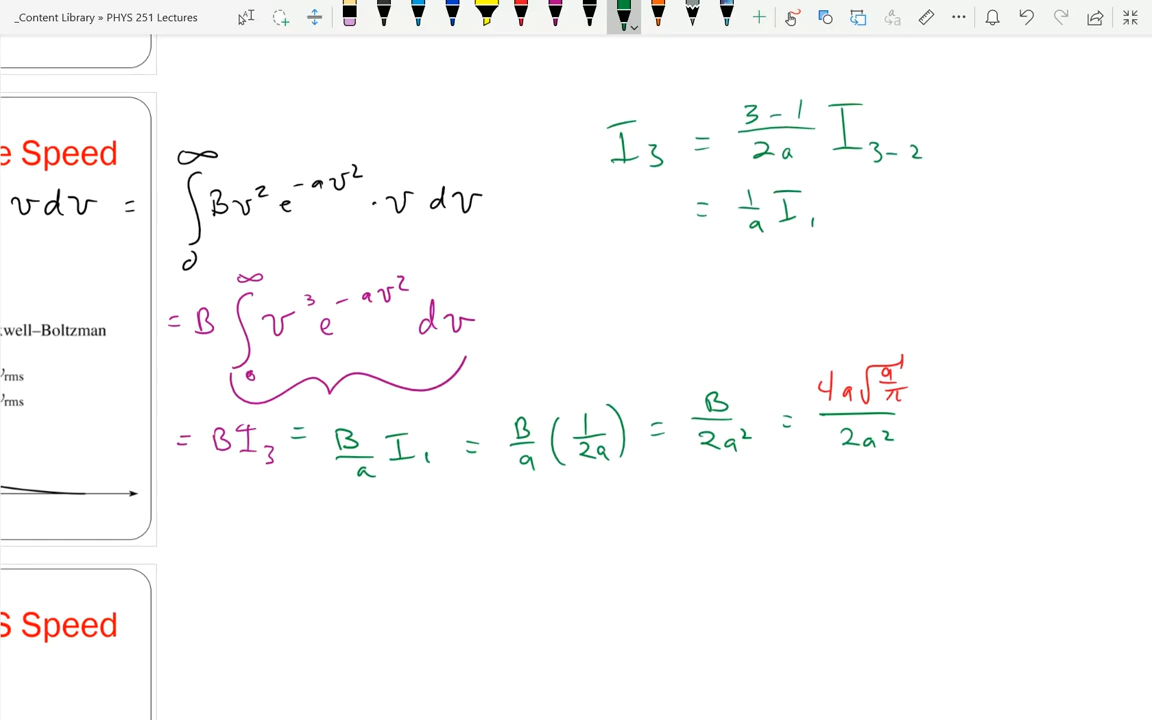 _Content Library » PHYS 251 Lectures
e Speed
v dv = ∫₀^∞ Bv² e^{-av²} · v dv
= B ∫₀^∞ v³ e^{-av²} dv
= BI₃ = B/a I₁ = B/a (1/2a) = B/2a² = 4a√(a/π) / 2a²
I₃ = (3-1)/2a I₃₋₂
= 1/a I₁
well–Boltzman
rms
rms
S Speed